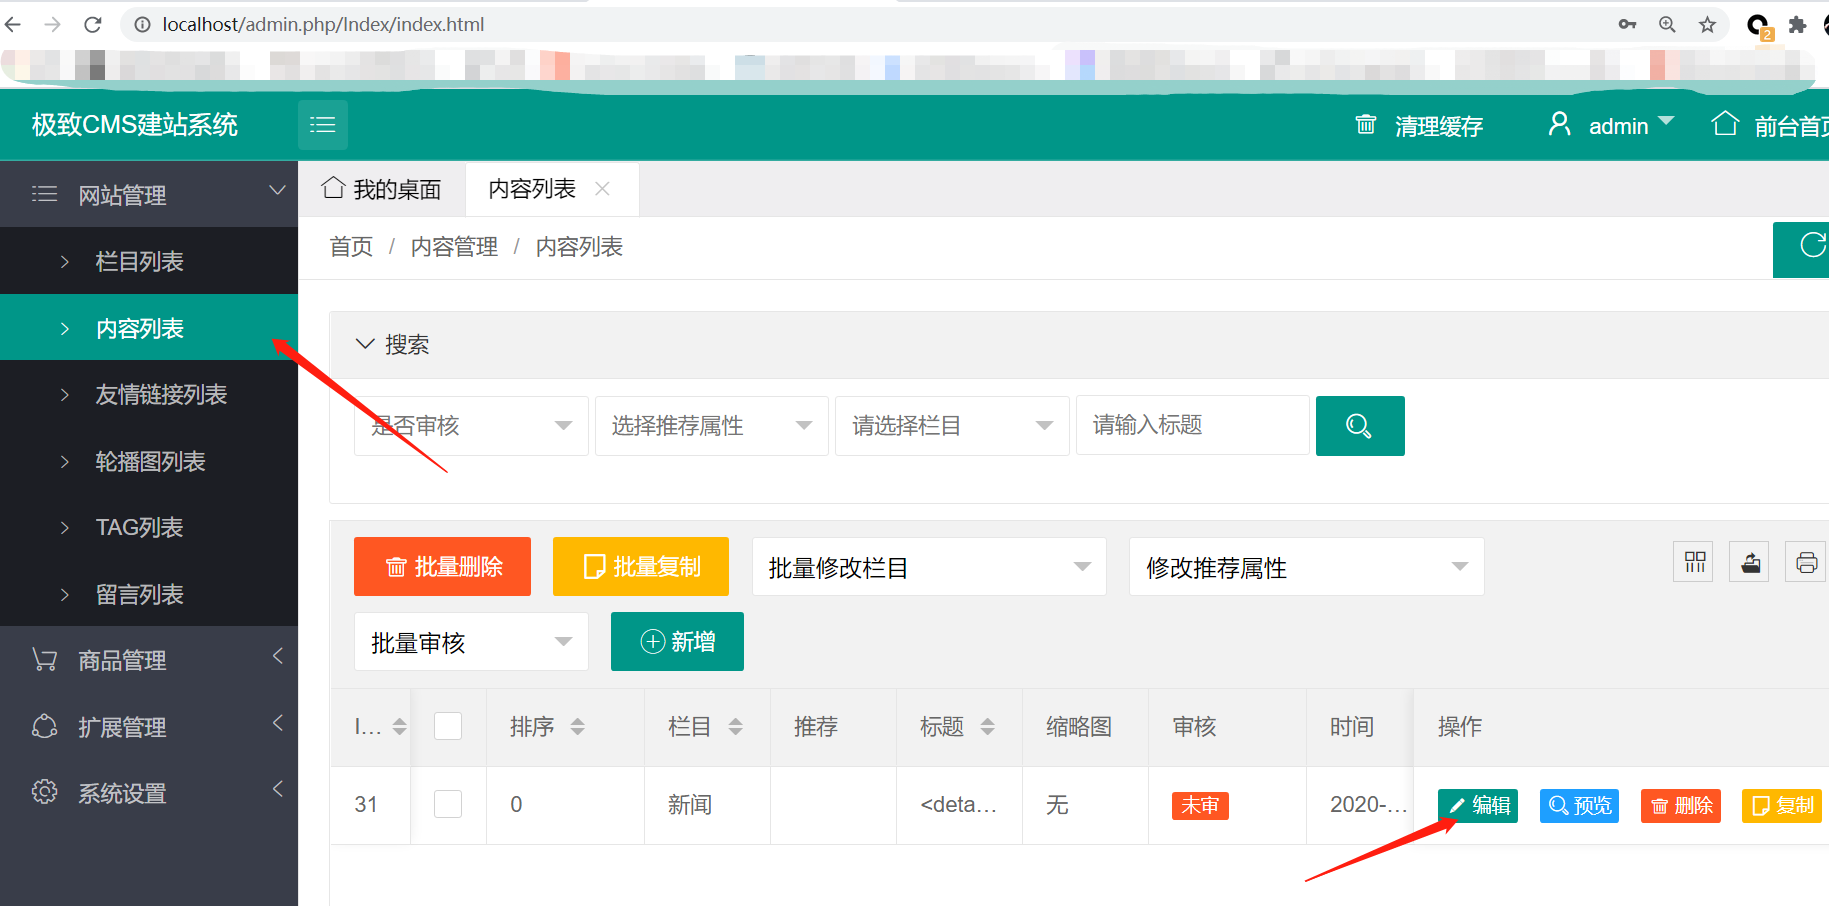 localhost/admin.php/Index/index.html
2
极致CMS建站系统
清理缓存
admin
前台首页
网站管理
我的桌面
内容列表
首页 / 内容管理 / 内容列表
栏目列表
内容列表
友情链接列表
轮播图列表
TAG列表
留言列表
商品管理
扩展管理
系统设置
搜索
是否审核
选择推荐属性
请选择栏目
请输入标题
批量删除
批量复制
批量修改栏目
修改推荐属性
批量审核
新增
I... 排序 栏目 推荐 标题 缩略图 审核 时间 操作
31 0 新闻 <deta... 无 未审 2020-... 编辑 预览 删除 复制